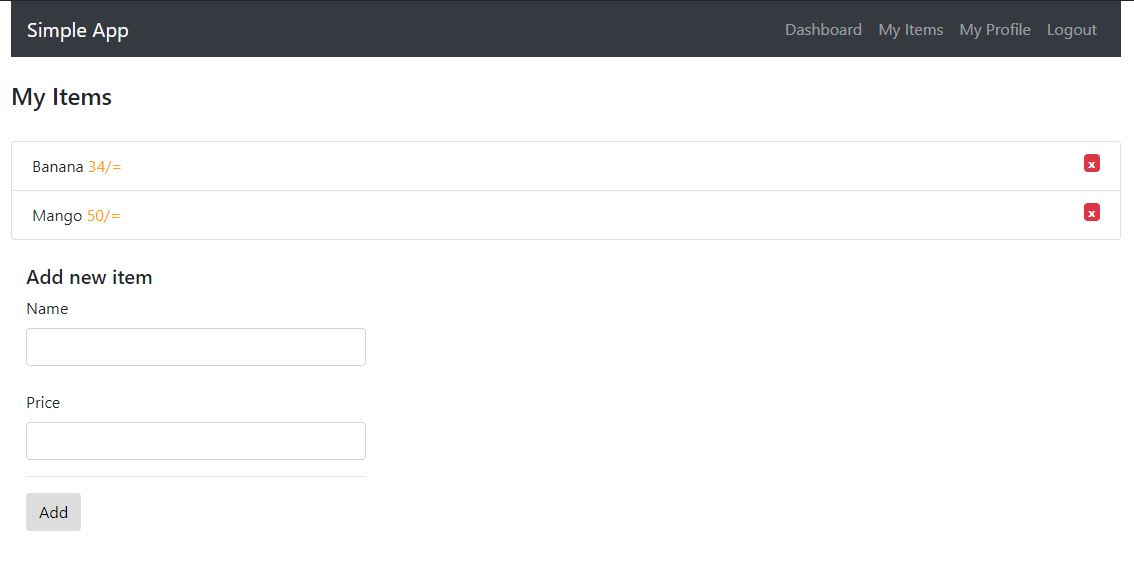 Simple App Dashboard My Items My Profile Logout
My Items
Banana 34/= x
Mango 50/= x
Add new item
Name
Price
Add